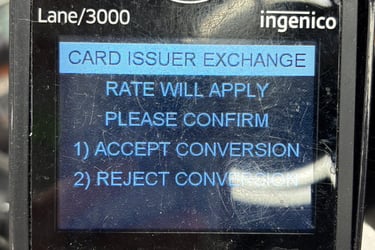 Lane/3000 ingenico
CARD ISSUER EXCHANGE
RATE WILL APPLY
PLEASE CONFIRM
1) ACCEPT CONVERSION
2) REJECT CONVERSION